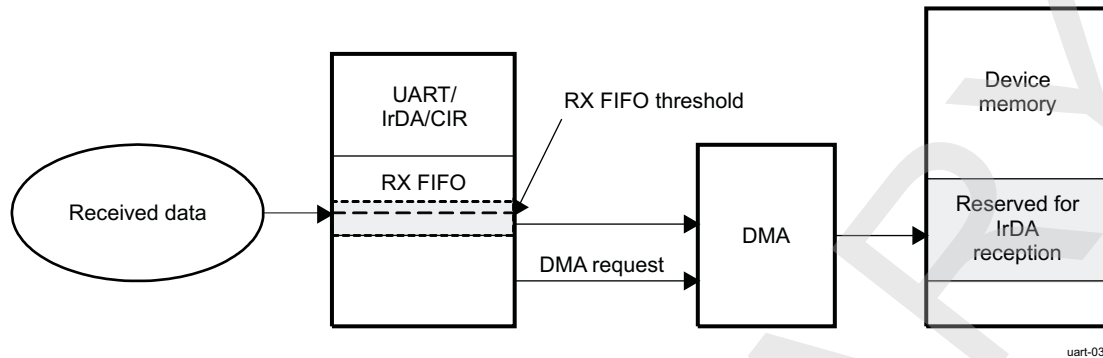 UART/
IrDA/CIR
RX FIFO threshold
Device
memory
RX FIFO
Received data
DMA
Reserved for
IrDA
reception
DMA request
uart-03